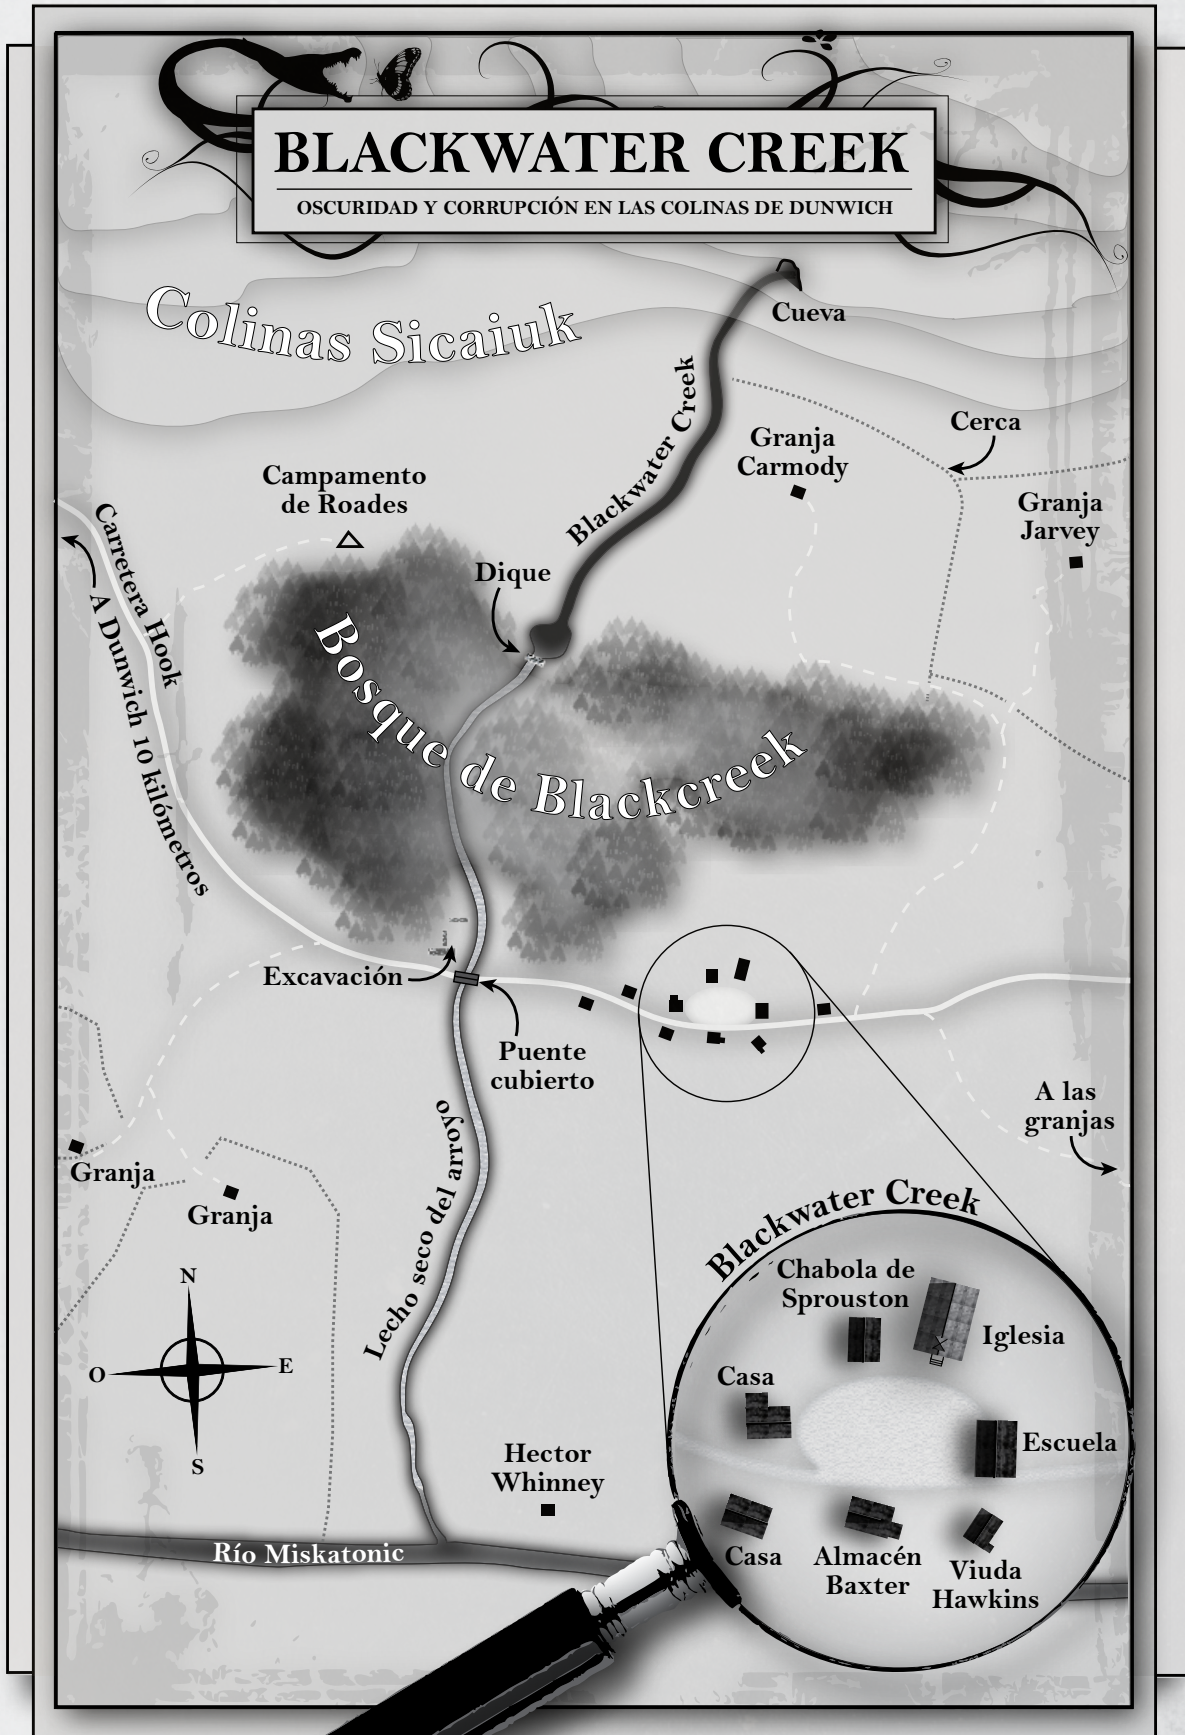 BLACKWATER CREEK
OSCURIDAD Y CORRUPCIÓN EN LAS COLINAS DE DUNWICH
Colinas Sicaiuk
Cueva
Blackwater Creek
Cerca
Granja
Carmody
Granja
Jarvey
Campamento
de Roades
Carretera Hook
A Dunwich 10 kilómetros
Dique
Bosque de Blackcreek
Excavación
Puente
cubierto
A las
granjas
Granja
Granja
Lecho seco del arroyo
N
O
E
S
Hector
Whinney
Río Miskatonic
Blackwater Creek
Chabola de
Sprouston
Iglesia
Casa
Escuela
Casa
Almacén
Baxter
Viuda
Hawkins